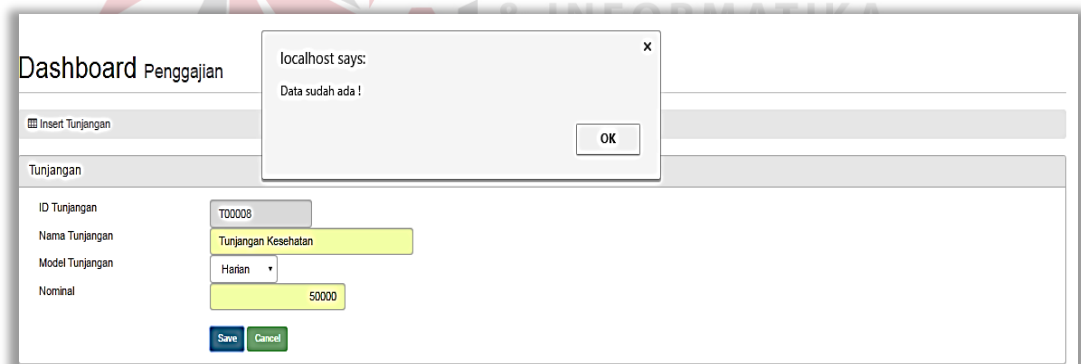 & INFORMATIKA
localhost says:
x
Data sudah ada !
OK
Dashboard Penggajian
Insert Tunjangan
Tunjangan
ID Tunjangan T00008
Nama Tunjangan Tunjangan Kesehatan
Model Tunjangan Harian
Nominal 50000
Save Cancel